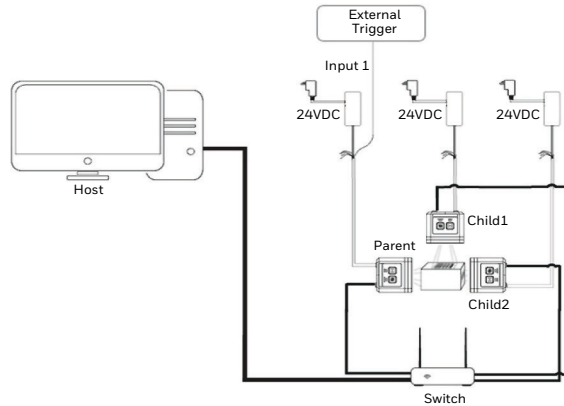 External
Trigger
Input 1
24VDC
24VDC
24VDC
Host
Child1
Parent
Child2
Switch